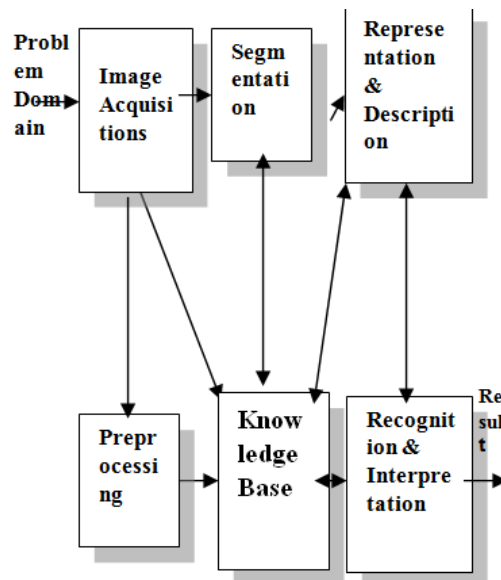 Probl
em
Dom
ain
Image
Acquisi
tions
Segm
entati
on
Represe
ntation
&
Descripti
on
Prepr
ocessi
ng
Know
ledge
Base
Recognit
ion &
Interpre
tation
Re
sul
t